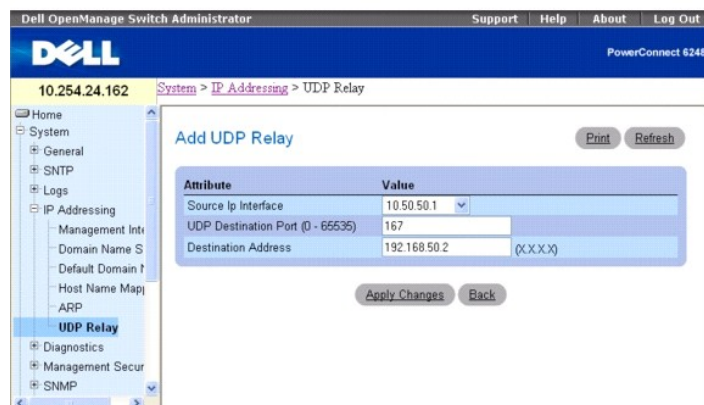 Dell OpenManage Switch Administrator Support Help About Log Out
DELL
PowerConnect 6248
10.254.24.162
System > IP Addressing > UDP Relay
Home
System
General
SNTP
Logs
IP Addressing
Management Inte
Domain Name S
Default Domain N
Host Name Mapp
ARP
UDP Relay
Diagnostics
Management Secur
SNMP
Add UDP Relay
Print Refresh
Attribute Value
Source Ip Interface 10.50.50.1
UDP Destination Port (0 - 65535) 167
Destination Address 192.168.50.2 (X.X.X.X)
Apply Changes Back